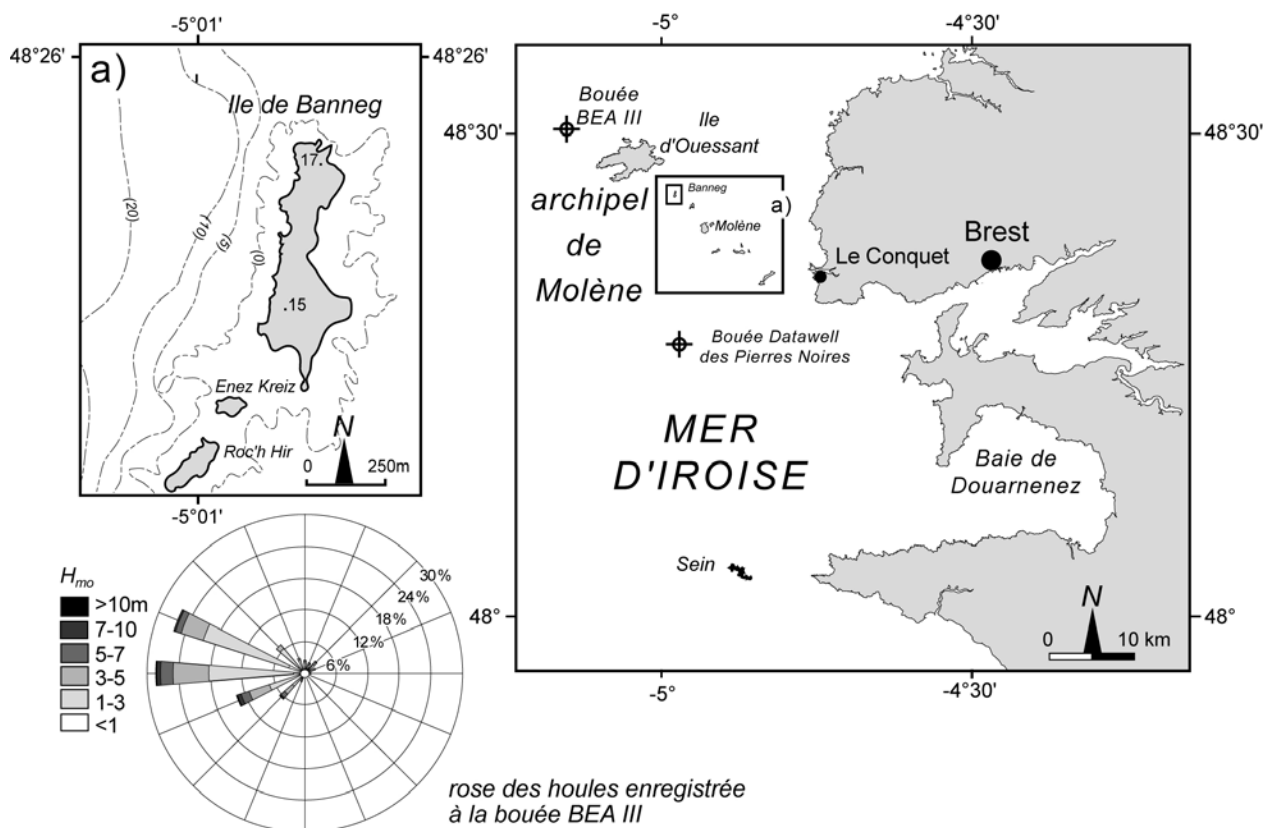 -5°01'
48°26'
48°26'
a)
Ile de Banneg
17.
.15
(20)
(10)
(5)
(0)
Enez Kreiz
Roc'h Hir
N
0 250m
-5°01'
-5°
-4°30'
48°30'
48°30'
Bouée
BEA III
Ile
d'Ouessant
archipel
de
Molène
Banneg
a)
Molène
Le Conquet
Brest
Bouée Datawell
des Pierres Noires
MER
D'IROISE
Baie de
Douarnenez
Sein
N
0 10 km
48°
48°
-5°
-4°30'
Hmo
>10m
7-10
5-7
3-5
1-3
<1
30%
24%
18%
12%
6%
rose des houles enregistrée
à la bouée BEA III